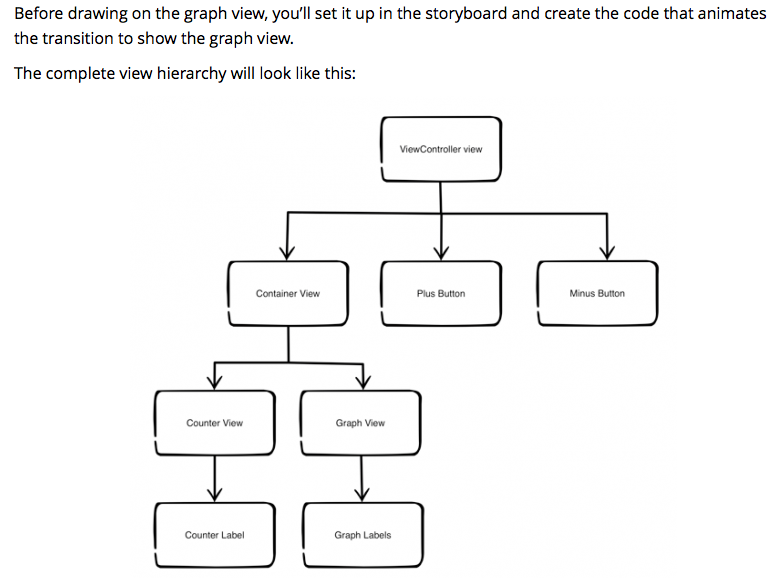 Before drawing on the graph view, you'll set it up in the storyboard and create the code that animates
the transition to show the graph view.
The complete view hierarchy will look like this:
ViewController view
Container View
Plus Button
Minus Button
Counter View
Graph View
Counter Label
Graph Labels